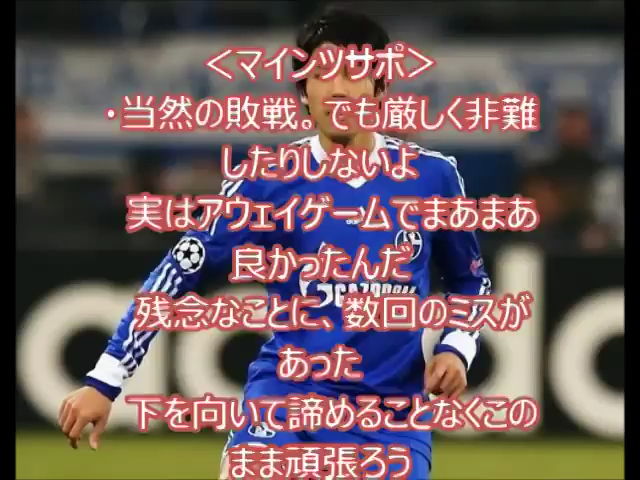 ＜マインツサポ＞
・当然の敗戦。でも厳しく非難
したりしないよ
実はアウェイゲームでまあまあ
良かったんだ
残念なことに、数回のミスが
あった
下を向いて諦めることなくこの
まま頑張ろう
GAZPROM